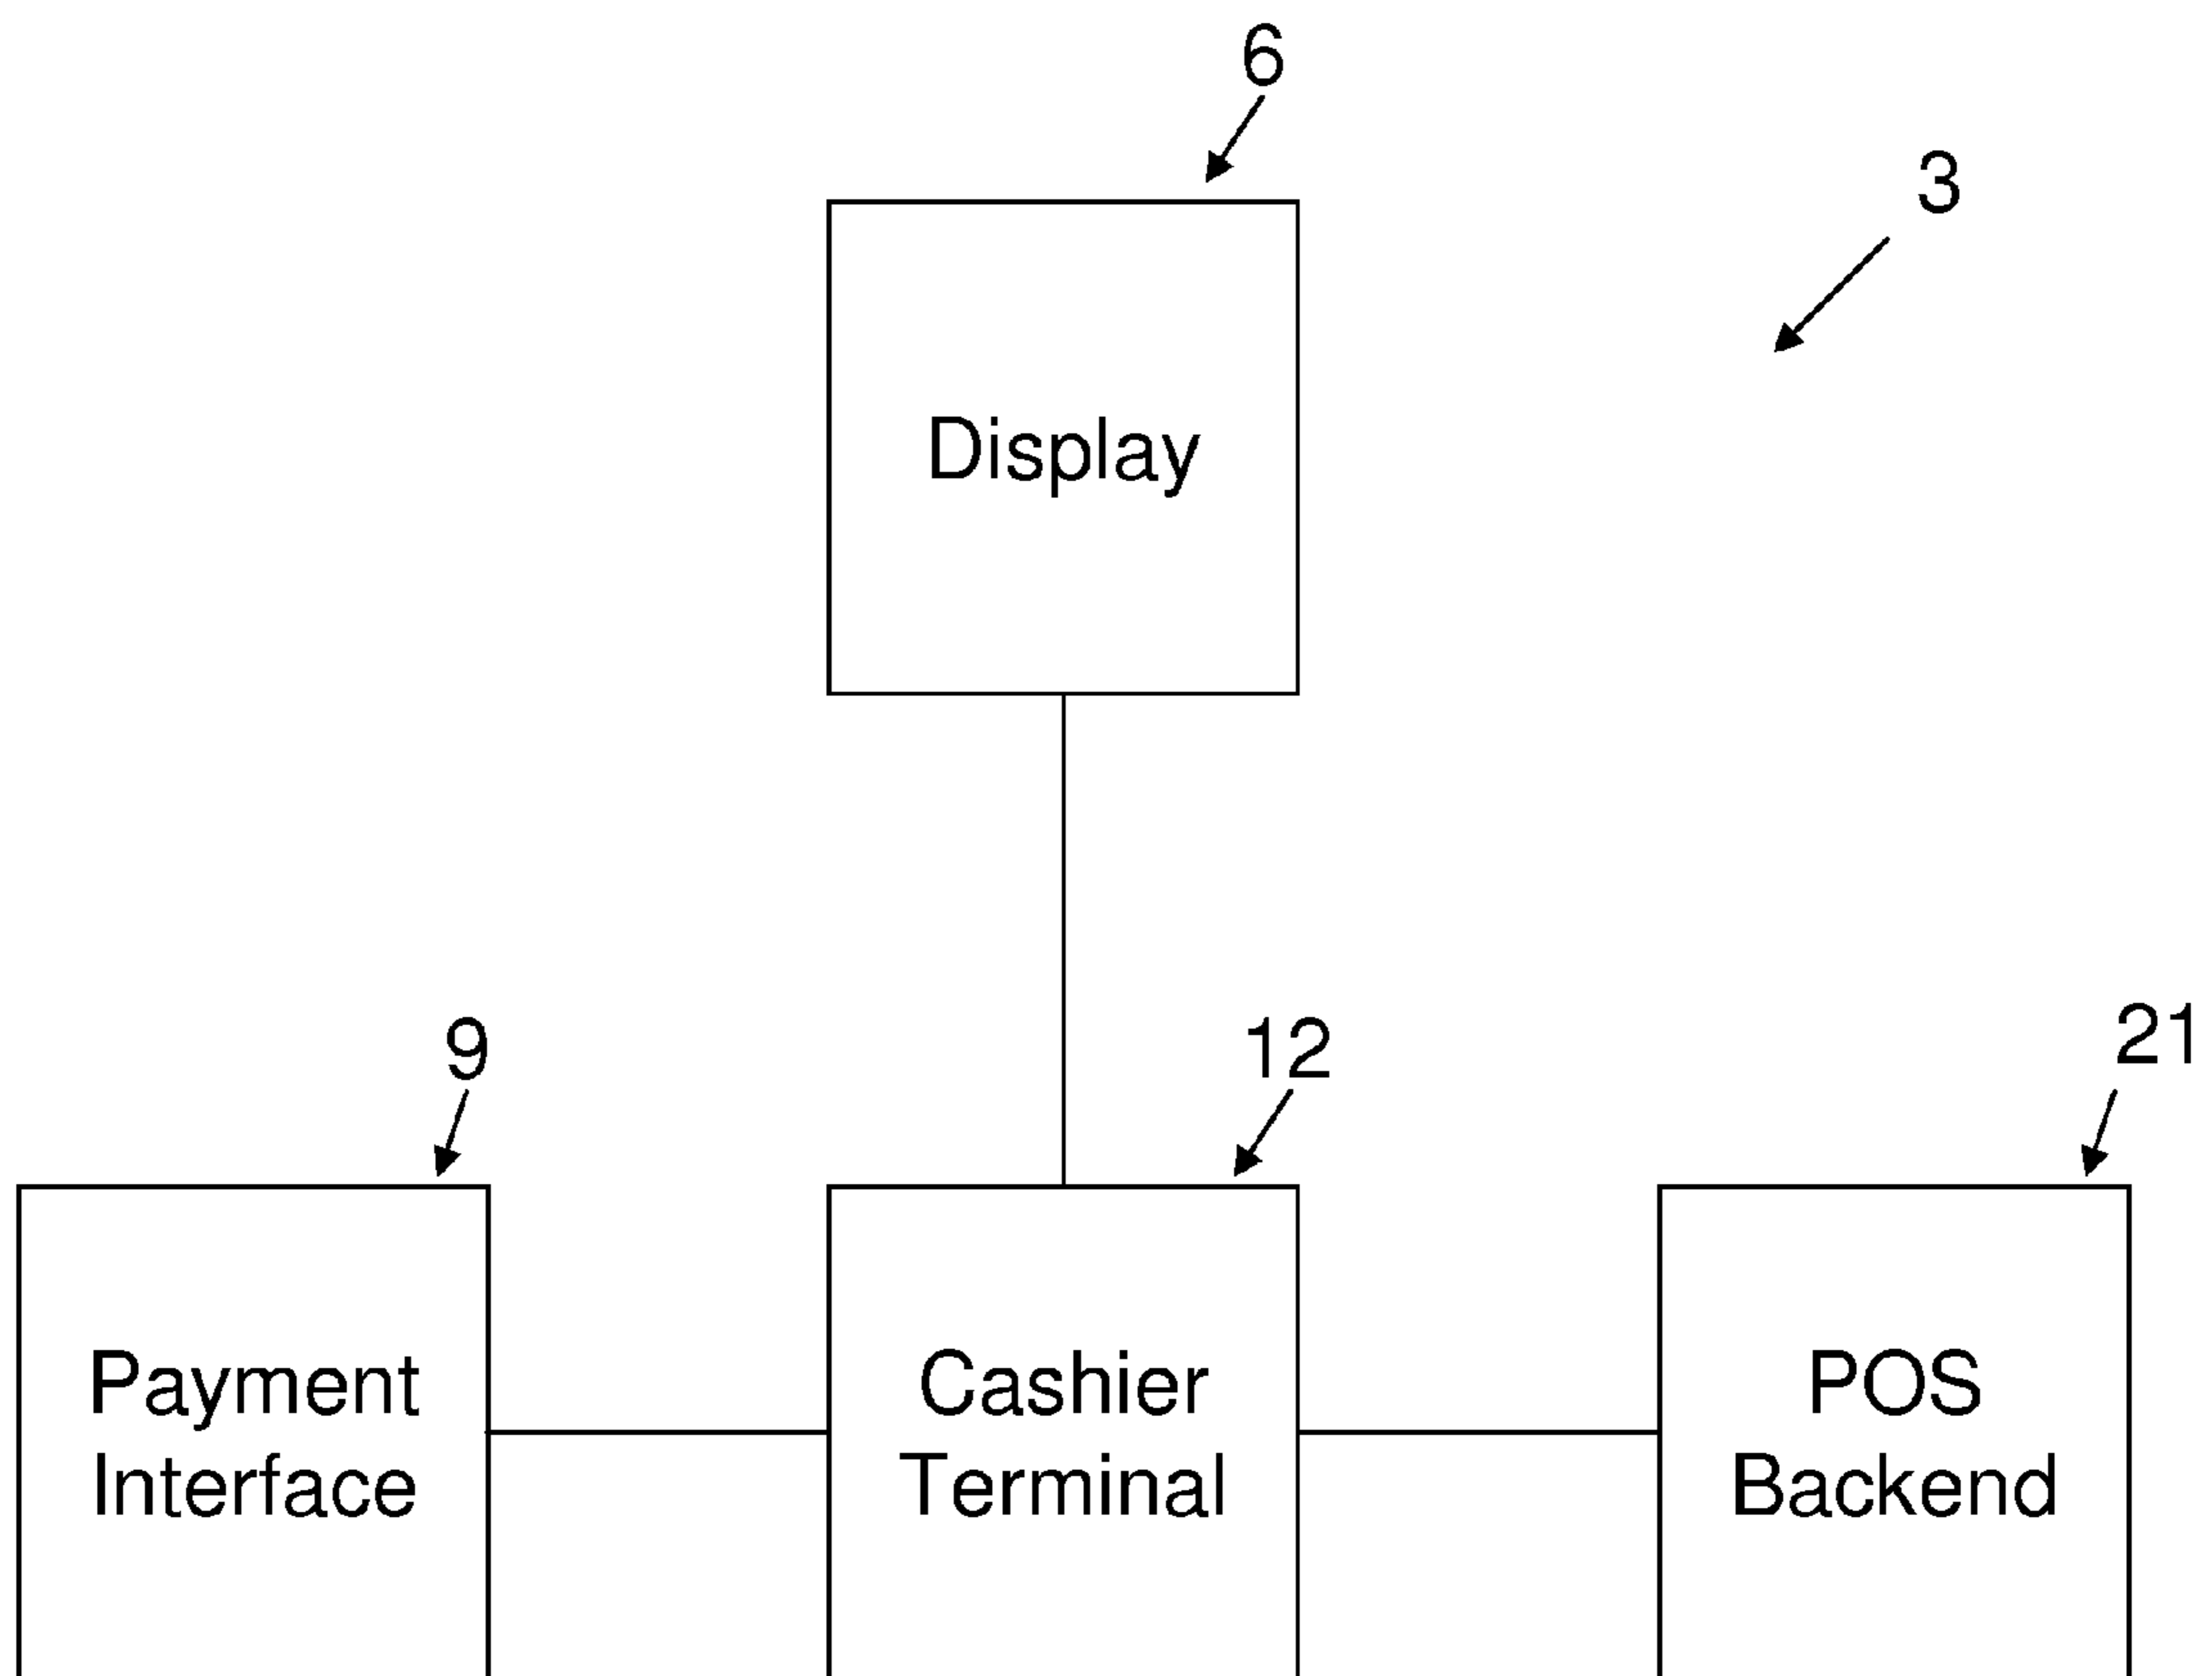 6
3
Display
9
12
21
Payment
Interface
Cashier
Terminal
POS
Backend